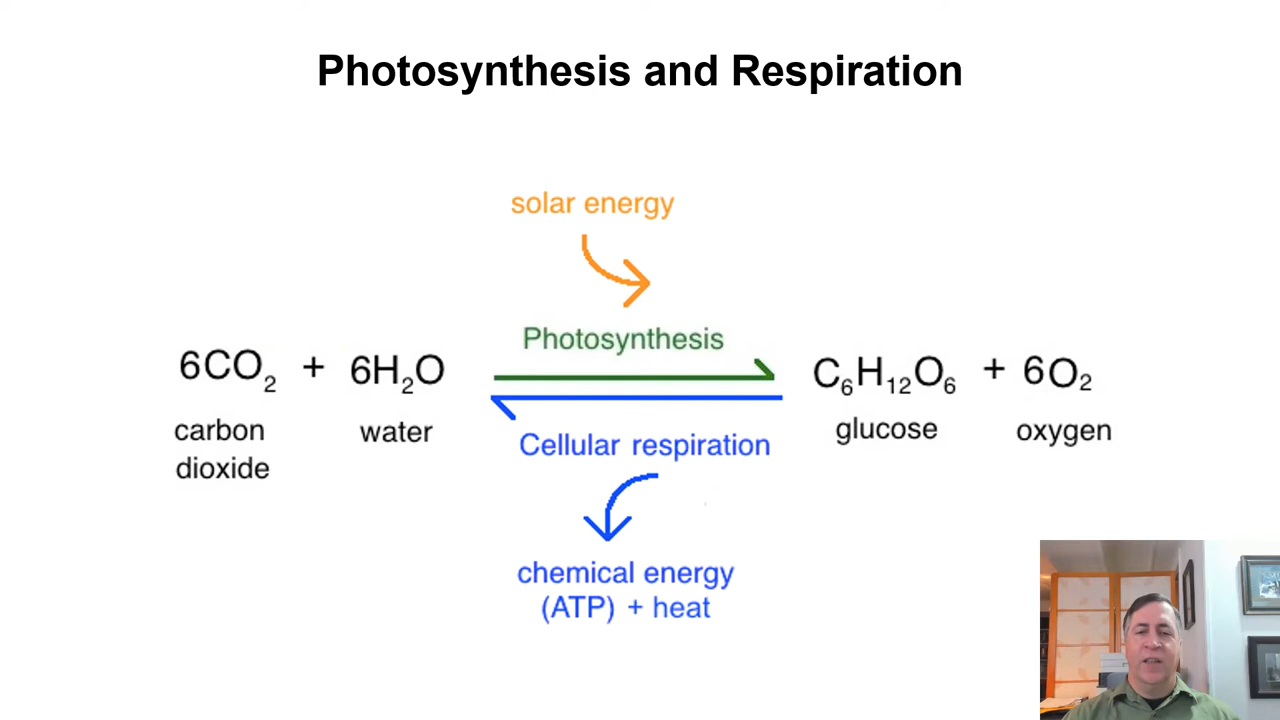 Photosynthesis and Respiration
solar energy
Photosynthesis
6CO₂ + 6H₂O C₆H₁₂O₆ + 6O₂
carbon dioxide
water
glucose
oxygen
Cellular respiration
chemical energy
(ATP) + heat